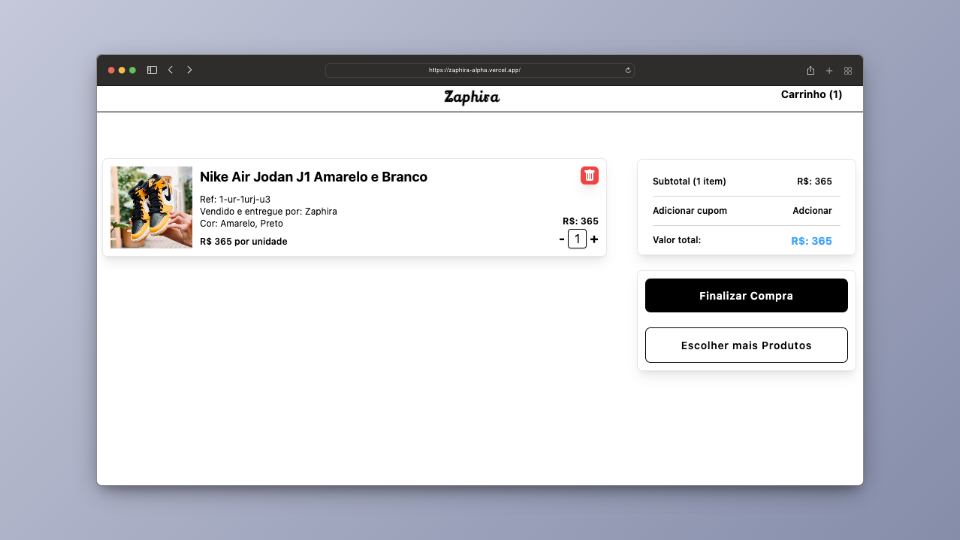 https://zaphira-alpha.vercel.app/
Zaphira
Carrinho (1)
Nike Air Jodan J1 Amarelo e Branco
Ref: 1-ur-1urj-u3
Vendido e entregue por: Zaphira
Cor: Amarelo, Preto
R$ 365 por unidade
R$: 365
- 1 +
Subtotal (1 item) R$: 365
Adicionar cupom Adcionar
Valor total: R$: 365
Finalizar Compra
Escolher mais Produtos